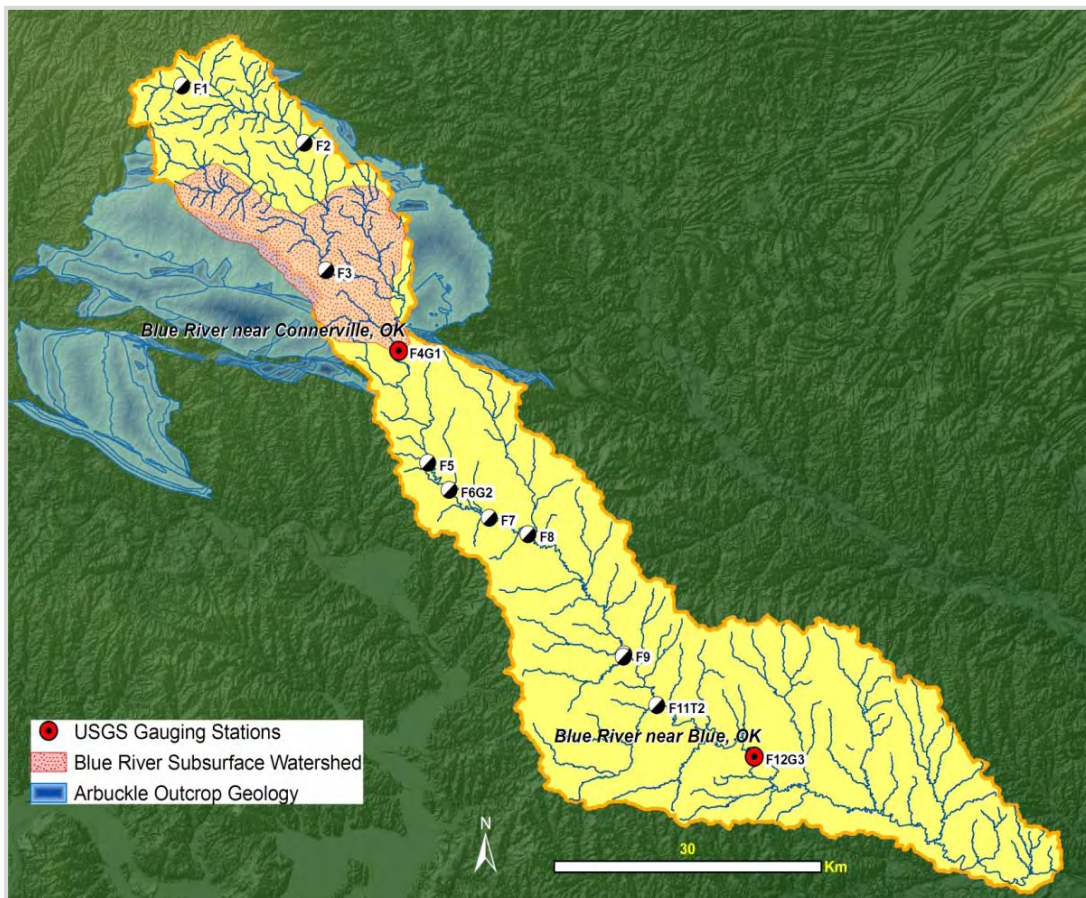 F1
F2
F3
Blue River near Connerville, OK
F4G1
F5
F6G2
F7
F8
F9
F11T2
Blue River near Blue, OK
F12G3
USGS Gauging Stations
Blue River Subsurface Watershed
Arbuckle Outcrop Geology
N
30
Km